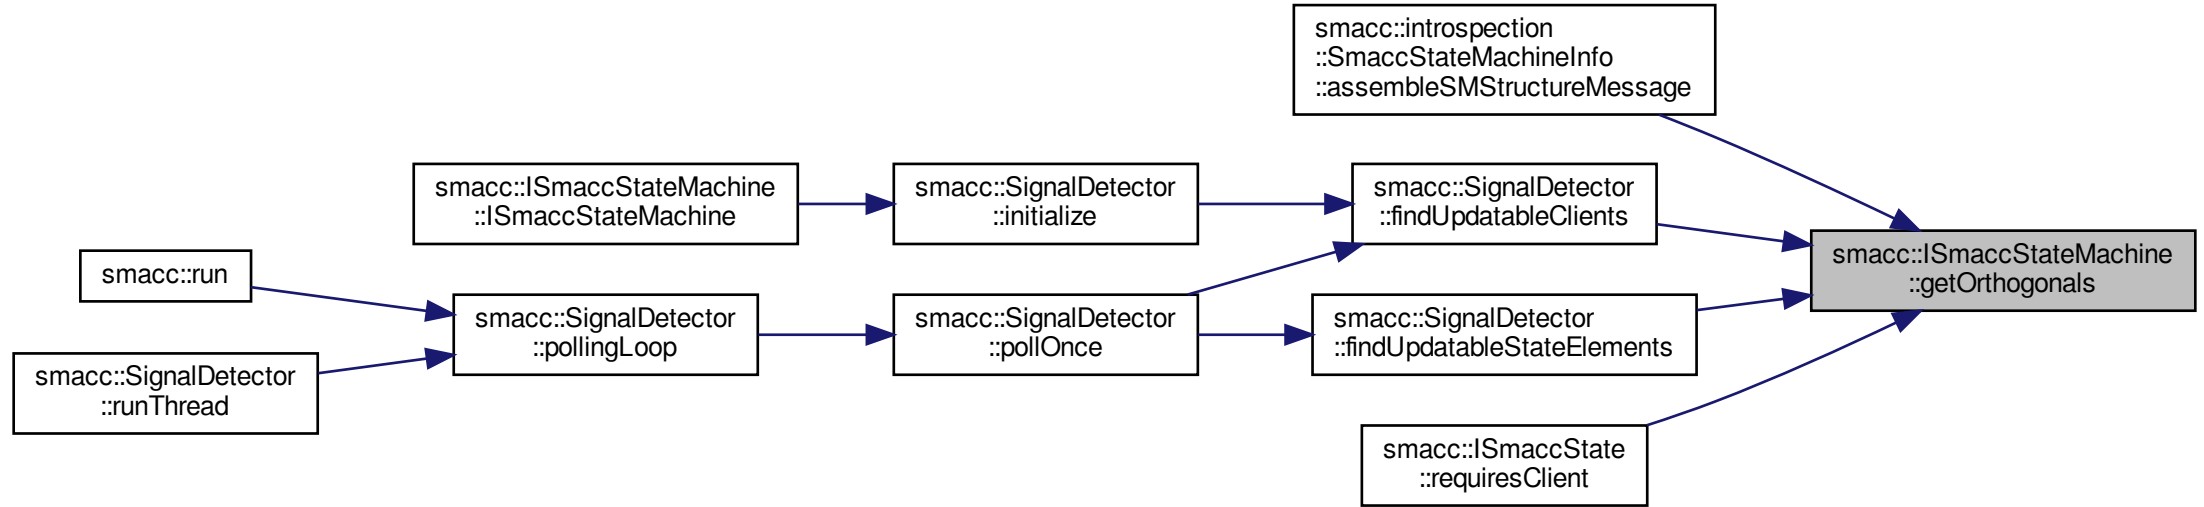 smacc::introspection
::SmaccStateMachineInfo
::assembleSMStructureMessage
smacc::ISmaccStateMachine
::ISmaccStateMachine
smacc::SignalDetector
::initialize
smacc::SignalDetector
::findUpdatableClients
smacc::ISmaccStateMachine
::getOrthogonals
smacc::run
smacc::SignalDetector
::pollingLoop
smacc::SignalDetector
::pollOnce
smacc::SignalDetector
::findUpdatableStateElements
smacc::SignalDetector
::runThread
smacc::ISmaccState
::requiresClient